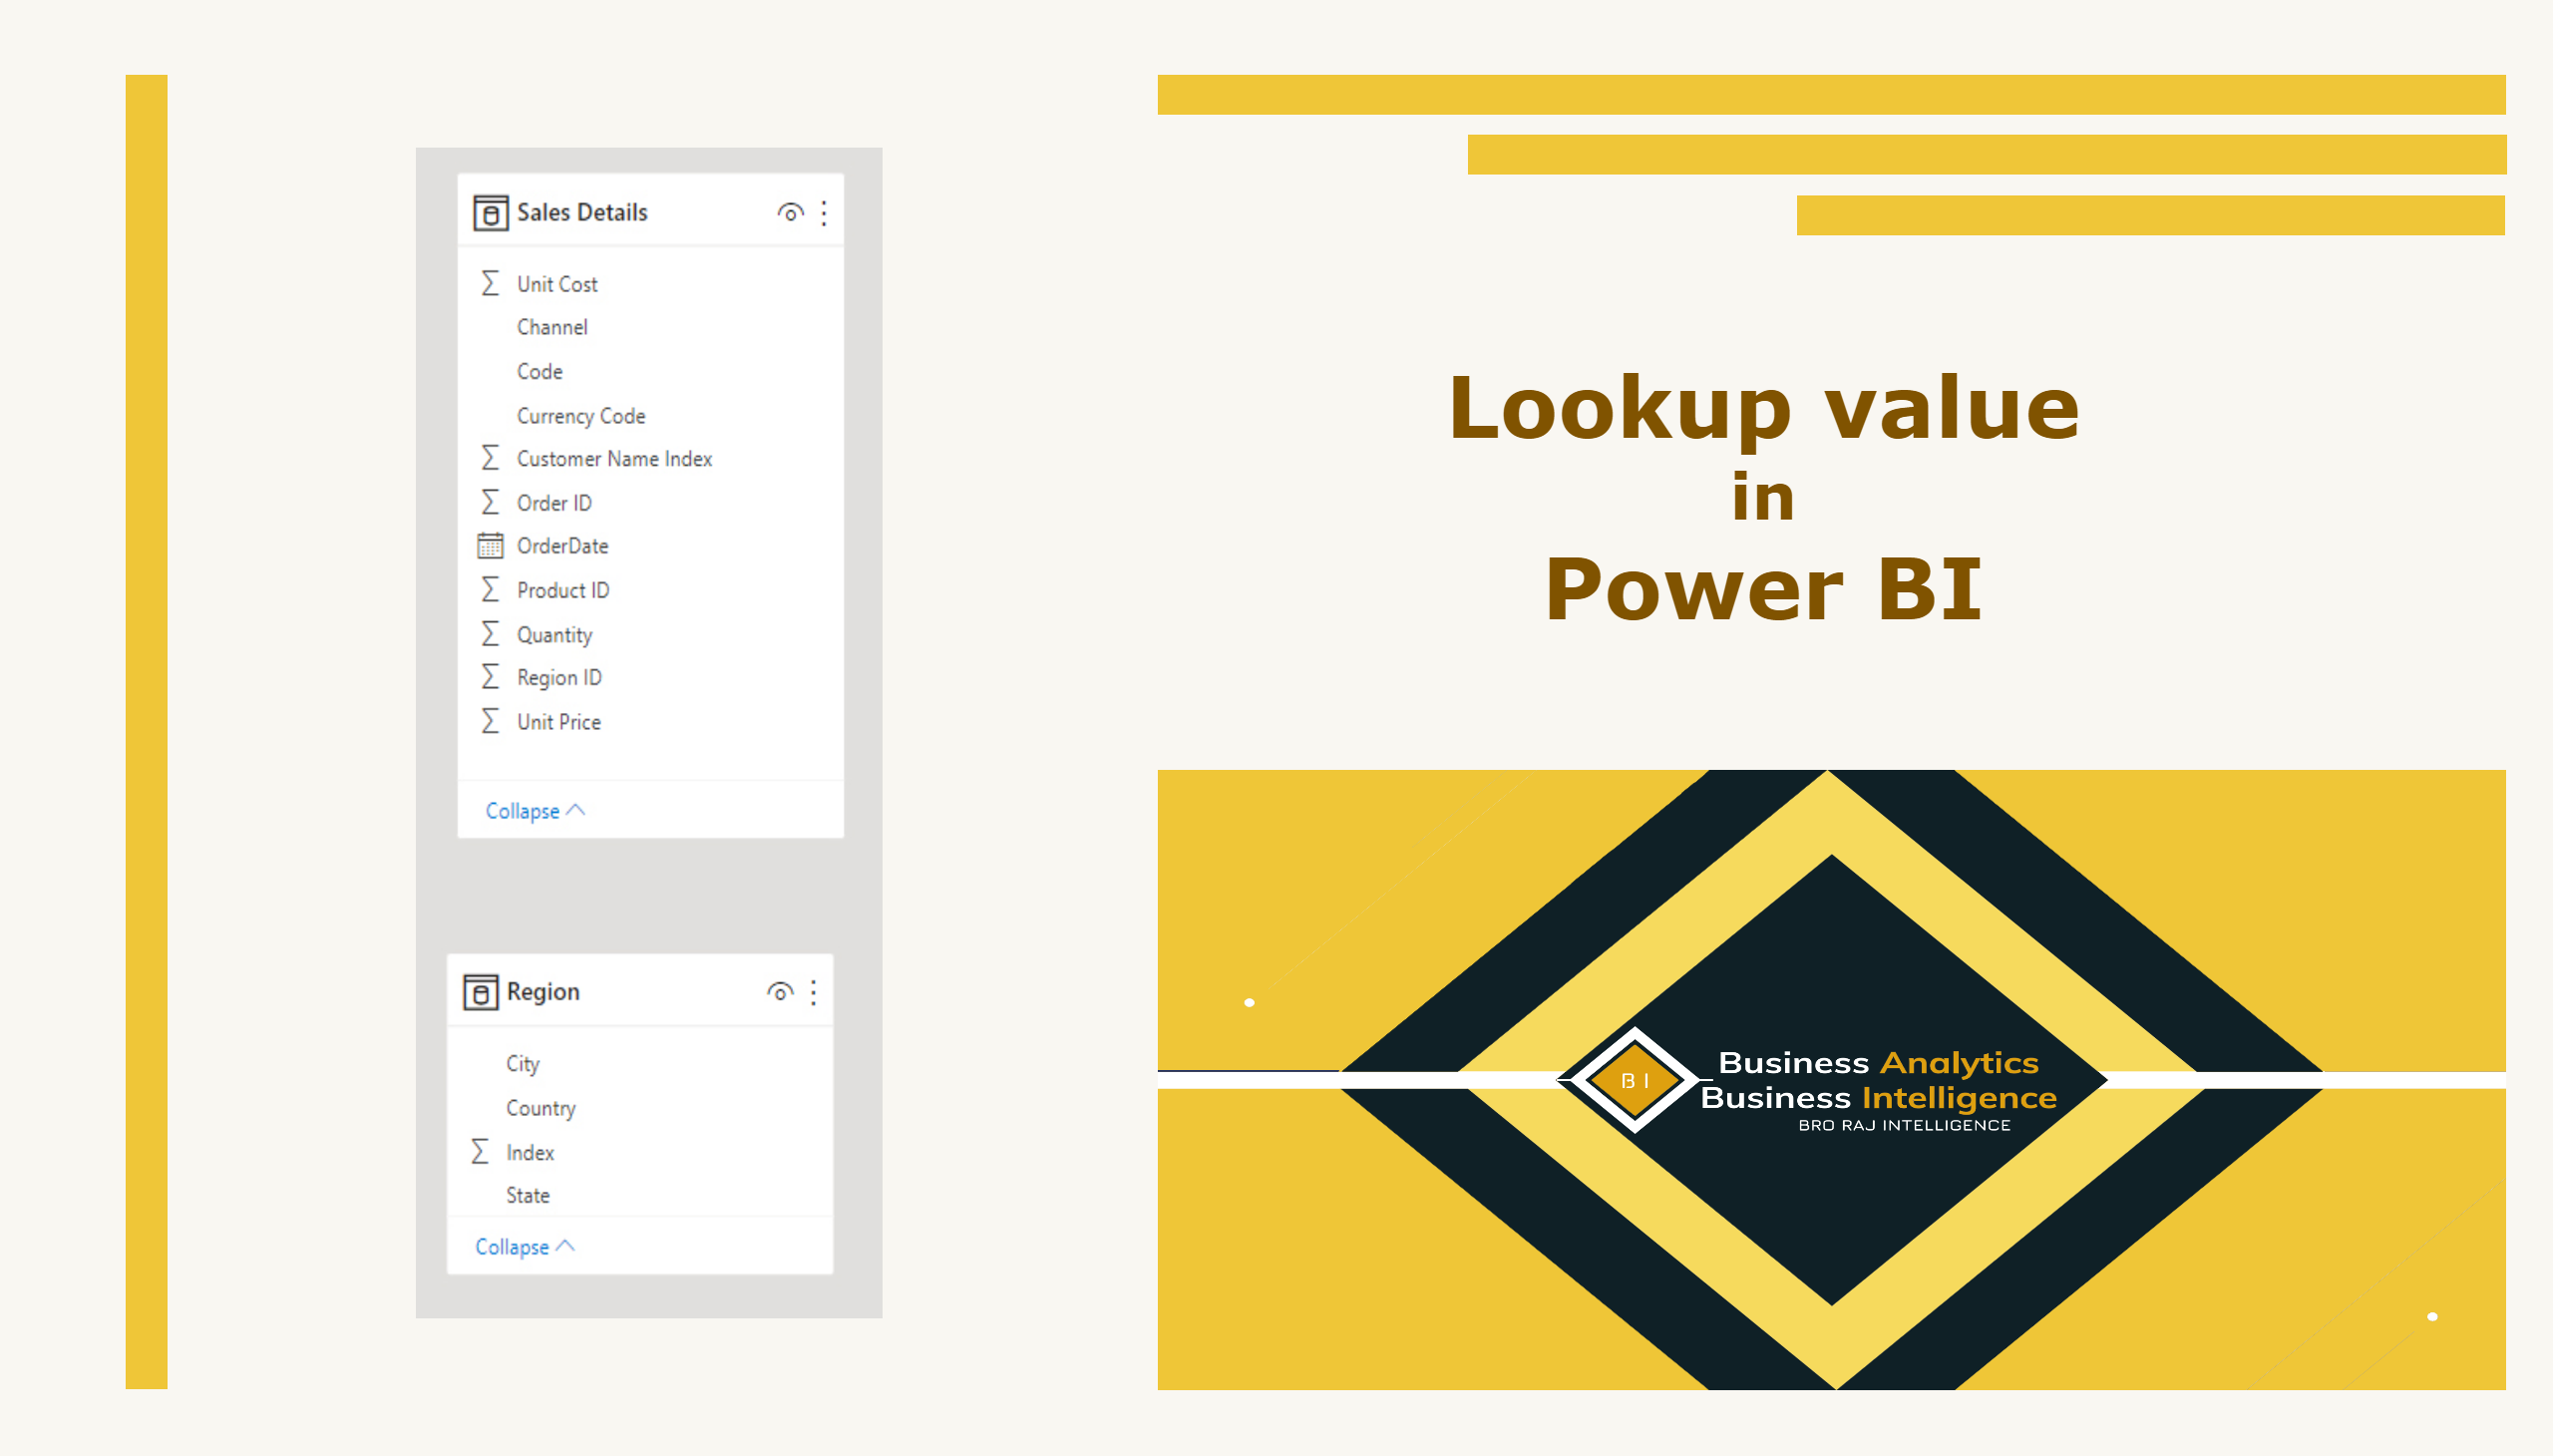 Sales Details
Unit Cost
Channel
Code
Currency Code
Customer Name Index
Order ID
OrderDate
Product ID
Quantity
Region ID
Unit Price
Collapse
Region
City
Country
Index
State
Collapse
Lookup value
in
Power BI
B I
Business Analytics
Business Intelligence
BRO RAJ INTELLIGENCE